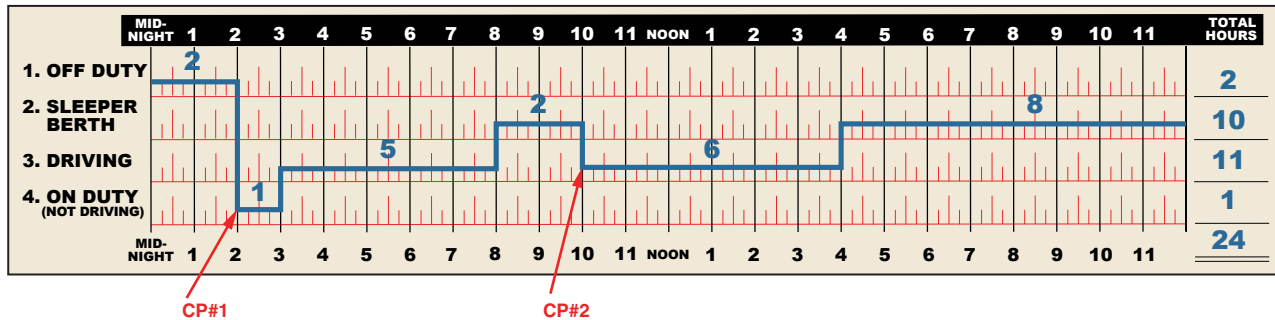 MID-NIGHT 1 2 3 4 5 6 7 8 9 10 11 NOON 1 2 3 4 5 6 7 8 9 10 11 TOTAL HOURS
1. OFF DUTY 2 2
2. SLEEPER BERTH 2 8 10
3. DRIVING 5 6 11
4. ON DUTY (NOT DRIVING) 1 1
MID-NIGHT 1 2 3 4 5 6 7 8 9 10 11 NOON 1 2 3 4 5 6 7 8 9 10 11 24
CP#1 CP#2